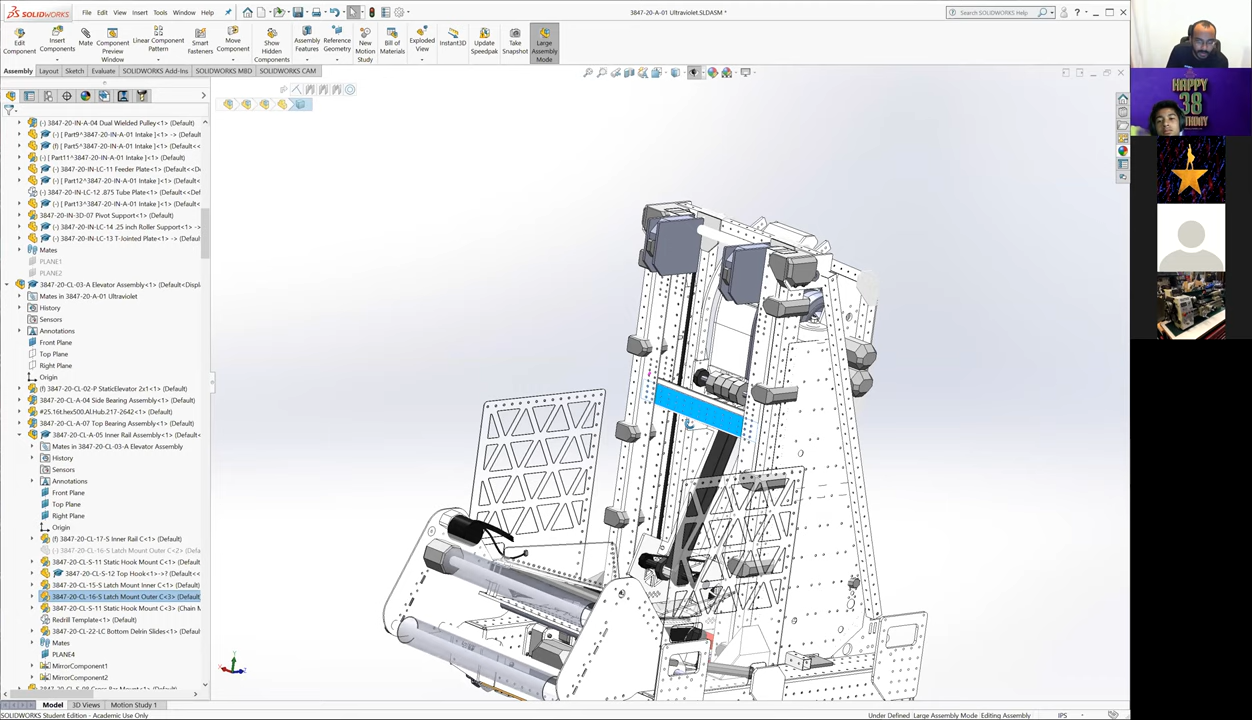 SOLIDWORKS File Edit View Insert Tools Window Help 3847-20-A-01 Ultraviolet.SLDASM * Search SOLIDWORKS Help
Edit Component
Insert Components
Mate
Component Preview Window
Linear Component Pattern
Smart Fasteners
Move Component
Show Hidden Components
Assembly Features
Reference Geometry
New Motion Study
Bill of Materials
Exploded View
Instant3D
Update Speedpak
Take Snapshot
Large Assembly Mode
Assembly Layout Sketch Evaluate SOLIDWORKS Add-Ins SOLIDWORKS MBD SOLIDWORKS CAM
(-) 3847-20-IN-A-04 Dual Wielded Pulley<1> (Default)
(-) [ Part9^3847-20-IN-A-01 Intake ]<1> -> (Default
(f) [ Part5^3847-20-IN-A-01 Intake ]<1> -> (Default
(-) [ Part11^3847-20-IN-A-01 Intake ]<1> (Default)
(-) 3847-20-IN-LC-11 Feeder Plate<1> (Default<<D
(-) [ Part12^3847-20-IN-A-01 Intake ]<1> (Default
(-) 3847-20-IN-LC-12 .875 Tube Plate<1> (Default<<Def
(-) [ Part13^3847-20-IN-A-01 Intake ]<1> (Default
3847-20-IN-3D-07 Pivot Support<1> (Default)
(-) 3847-20-IN-LC-14 .25 inch Roller Support<1> ->
(-) 3847-20-IN-LC-13 T-Jointed Plate<1> -> (Default
Mates
PLANE1
PLANE2
3847-20-CL-03-A Elevator Assembly<1> (Default<Displ
Mates in 3847-20-A-01 Ultraviolet
History
Sensors
Annotations
Front Plane
Top Plane
Right Plane
Origin
(f) 3847-20-CL-02-P StaticElevator 2x1<1> (Default)
3847-20-CL-A-04 Side Bearing Assembly<1> (Default)
#25.16t.hex500.Al.Hub.217-2642<1> (Default)
3847-20-CL-A-07 Top Bearing Assembly<1> (Default)
3847-20-CL-A-05 Inner Rail Assembly<1> (Default)
Mates in 3847-20-CL-03-A Elevator Assembly
History
Sensors
Annotations
Front Plane
Top Plane
Right Plane
Origin
(f) 3847-20-CL-17-S Inner Rail C<1> (Default)
(-) 3847-20-CL-16-S Latch Mount Outer C<2> (Defa
3847-20-CL-S-11 Static Hook Mount C<1> (Default)
3847-20-CL-S-12 Top Hook<1>->? (Default)
3847-20-CL-15-S Latch Mount Inner C<1> (Default)
3847-20-CL-16-S Latch Mount Outer C<3> (Default
3847-20-CL-S-11 Static Hook Mount C<3> (Chain M
Redrill Template<1> (Default)
3847-20-CL-22-LC Bottom Delrin Slides<1> (Default)
Mates
PLANE4
MirrorComponent1
MirrorComponent2
HAPPY
38
Model 3D Views Motion Study 1
SOLIDWORKS Student Edition - Academic Use Only Under Defined Large Assembly Mode Editing Assembly IPS